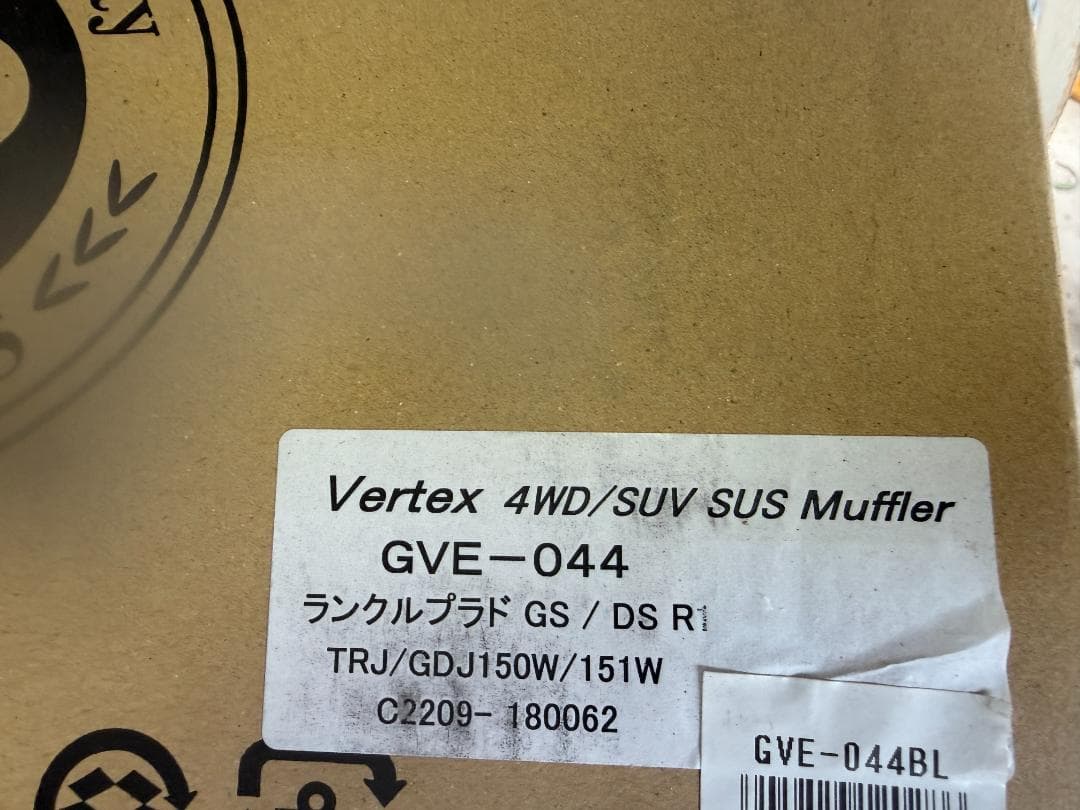 Vertex 4WD/SUV SUS Muffler
GVE-044
ランクルプラド GS / DS R
TRJ/GDJ150W/151W
C2209- 180062
GVE-044BL